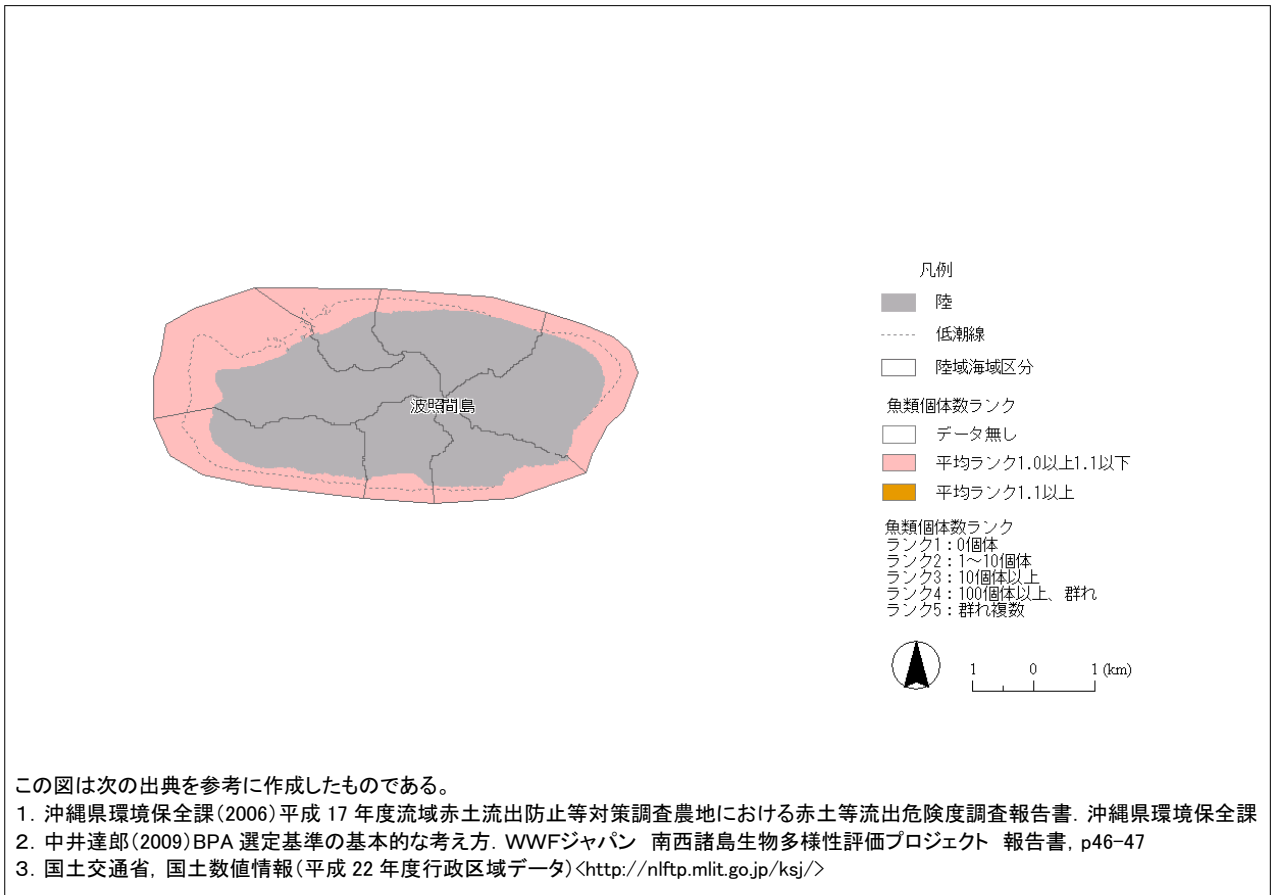 波照間島
凡例
陸
低潮線
陸域海域区分
魚類個体数ランク
データ無し
平均ランク1.0以上1.1以下
平均ランク1.1以上
魚類個体数ランク
ランク1：0個体
ランク2：1～10個体
ランク3：10個体以上
ランク4：100個体以上、群れ
ランク5：群れ複数
1 0 1 (km)
この図は次の出典を参考に作成したものである。
1. 沖縄県環境保全課(2006)平成 17 年度流域赤土流出防止等対策調査農地における赤土等流出危険度調査報告書. 沖縄県環境保全課
2. 中井達郎(2009)BPA 選定基準の基本的な考え方. WWFジャパン 南西諸島生物多様性評価プロジェクト 報告書, p46-47
3. 国土交通省, 国土数値情報(平成 22 年度行政区域データ)<http://nlftp.mlit.go.jp/ksj/>